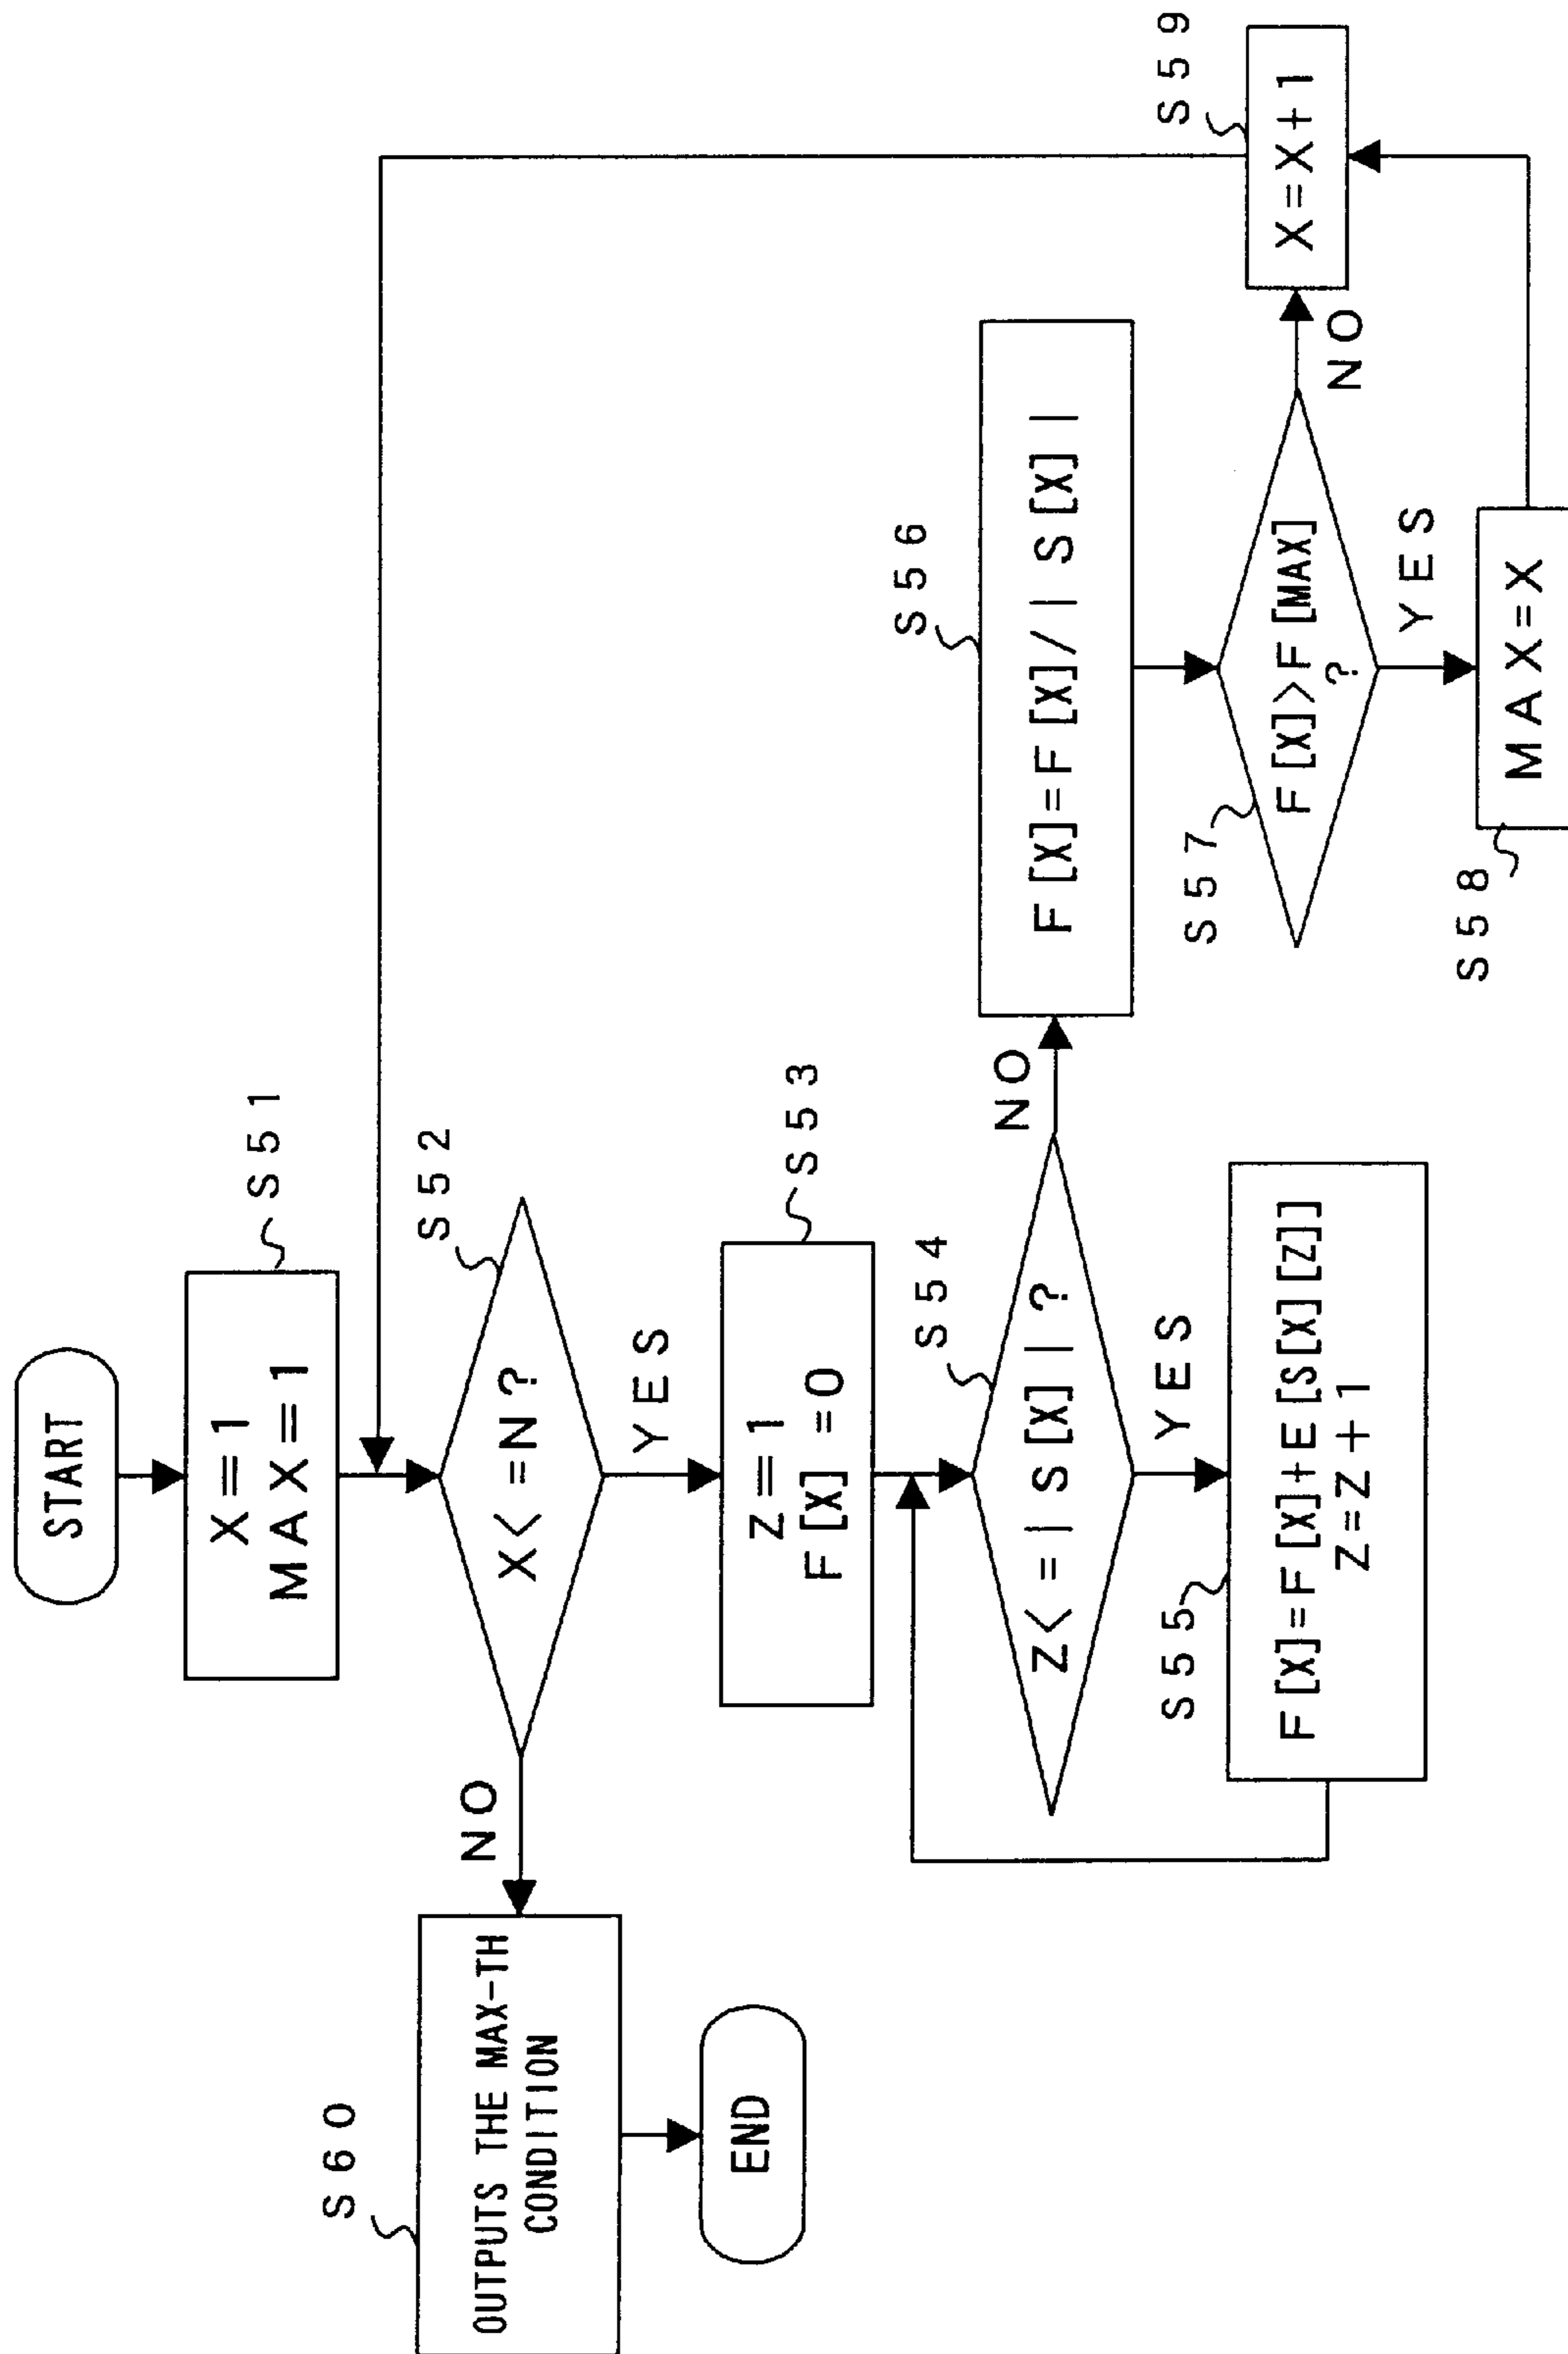 START
S51
X=1
MAX=1
S52
X<=N?
NO
YES
S60
OUTPUTS THE MAX-TH
CONDITION
END
S53
Z=1
F[X]=0
S54
Z<=|S[X]|?
NO
YES
S55
F[X]=F[X]+E[S[X][Z]]
Z=Z+1
S56
F[X]=F[X]/|S[X]|
S57
F[X]>F[MAX]
?
NO
YES
S58
MAX=X
S59
X=X+1